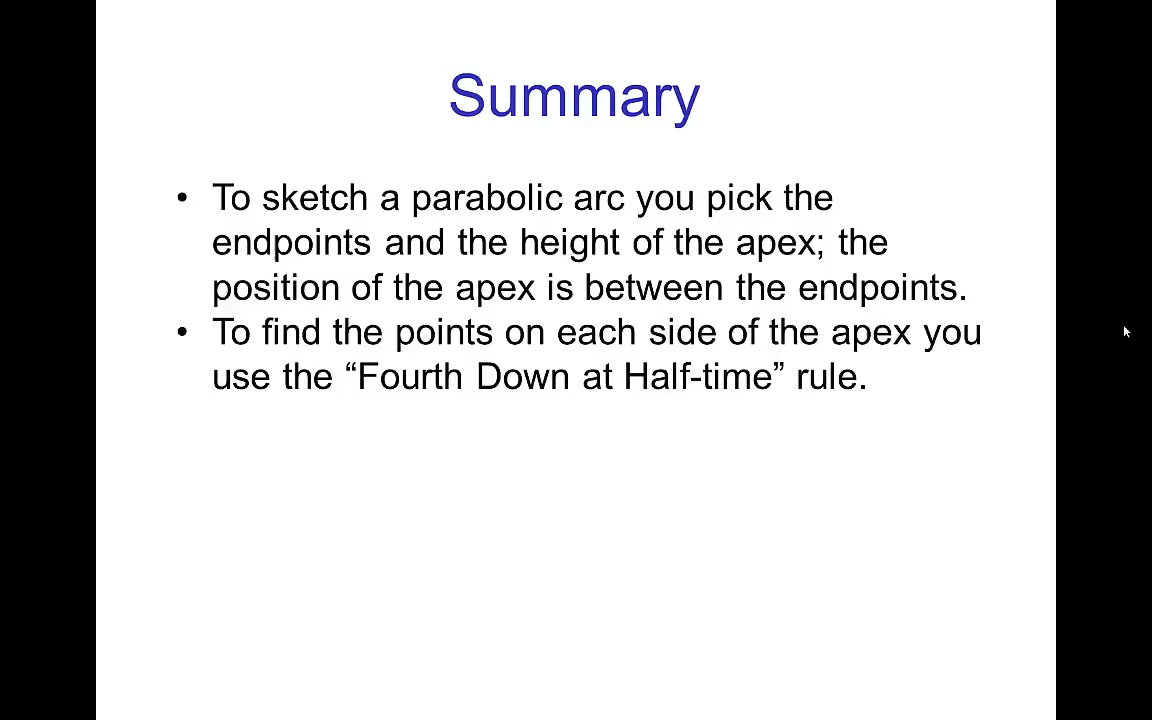 Summary
• To sketch a parabolic arc you pick the
endpoints and the height of the apex; the
position of the apex is between the endpoints.
• To find the points on each side of the apex you
use the “Fourth Down at Half-time” rule.